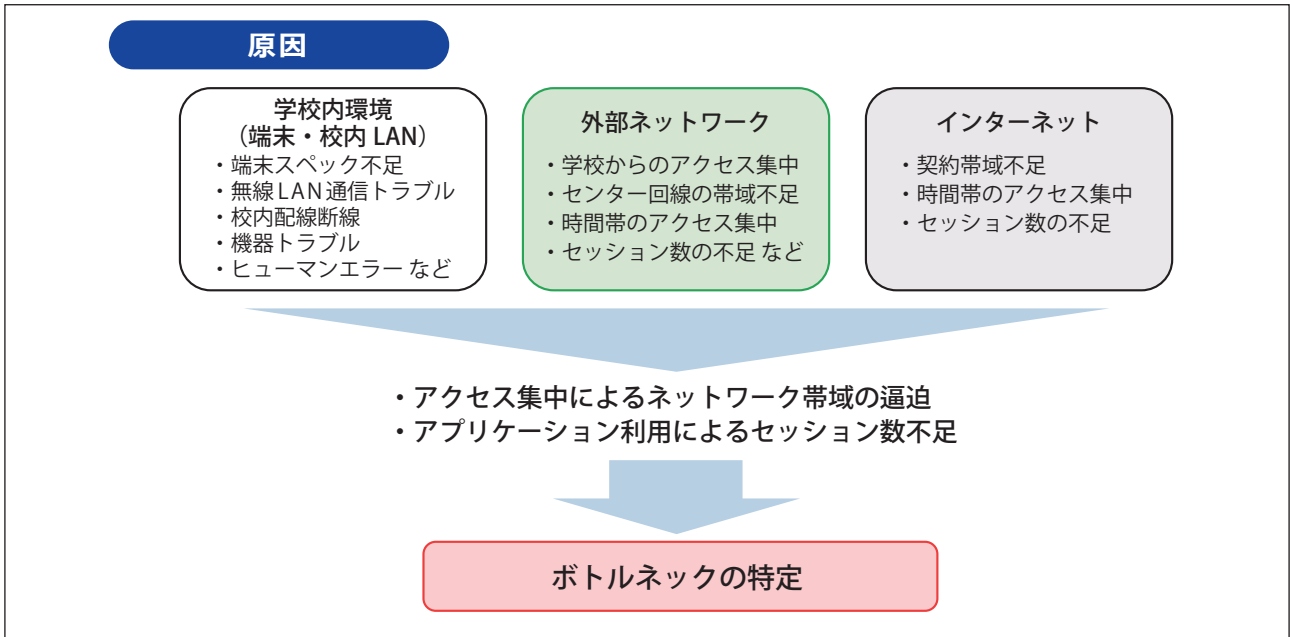 原因
学校内環境
（端末・校内 LAN）
・端末スペック不足
・無線LAN通信トラブル
・校内配線断線
・機器トラブル
・ヒューマンエラー など
外部ネットワーク
・学校からのアクセス集中
・センター回線の帯域不足
・時間帯のアクセス集中
・セッション数の不足 など
インターネット
・契約帯域不足
・時間帯のアクセス集中
・セッション数の不足
・アクセス集中によるネットワーク帯域の逼迫
・アプリケーション利用によるセッション数不足
ボトルネックの特定